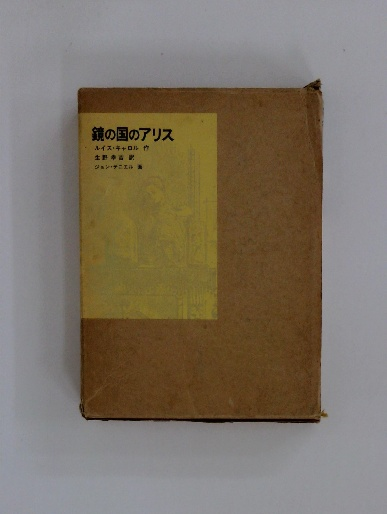 鏡の国のアリス
ルイス・キャロル 作
生野幸吉 訳
ジョン・テニエル 画